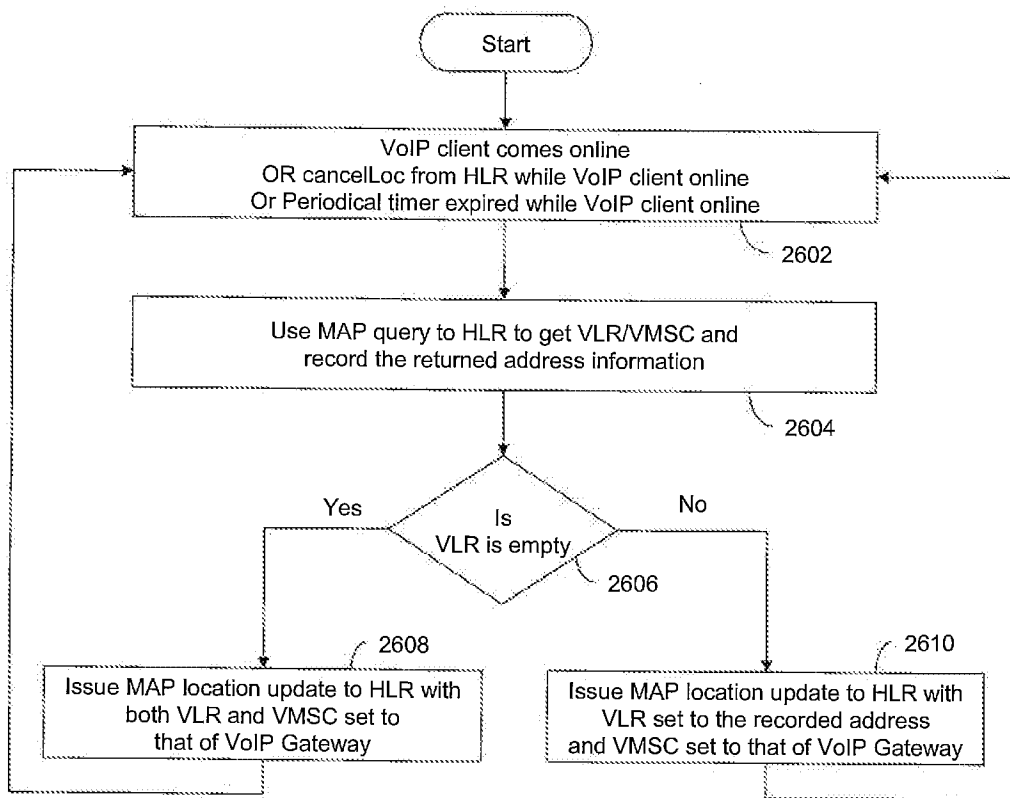 Start
VoIP client comes online
OR cancelLoc from HLR while VoIP client online
Or Periodical timer expired while VoIP client online
2602
Use MAP query to HLR to get VLR/VMSC and
record the returned address information
2604
Yes
Is
VLR is empty
No
2606
2608
Issue MAP location update to HLR with
both VLR and VMSC set to
that of VoIP Gateway
2610
Issue MAP location update to HLR with
VLR set to the recorded address
and VMSC set to that of VoIP Gateway